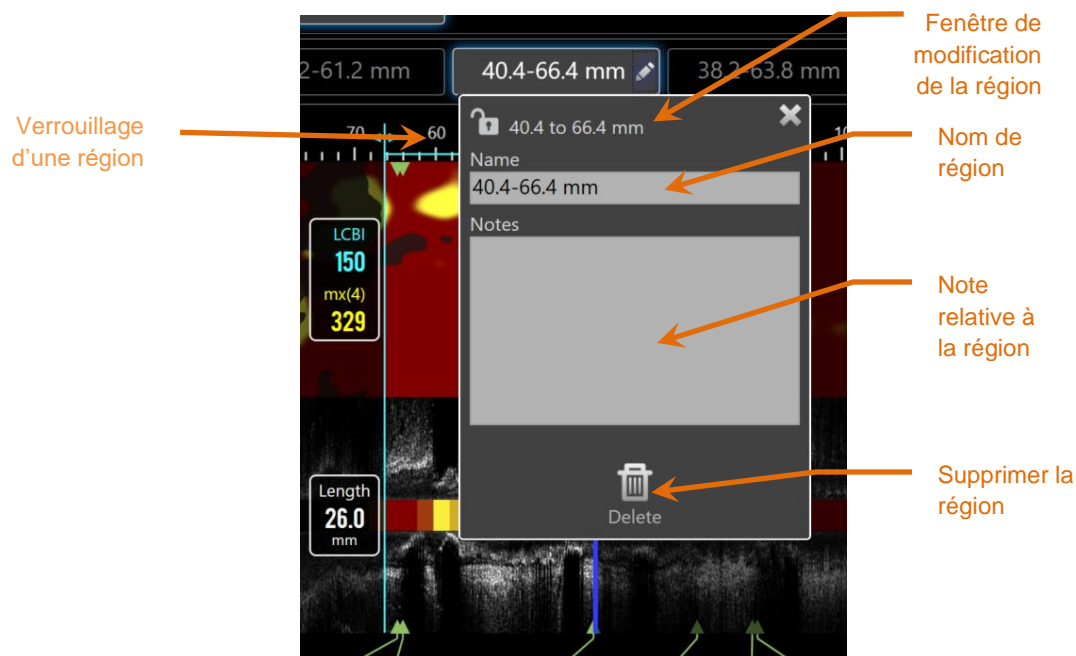 Fenêtre de
modification
de la région
2-61.2 mm
40.4-66.4 mm
38.2-63.8 mm
Verrouillage
d'une région
70
60
10
40.4 to 66.4 mm
Nom de
région
Name
40.4-66.4 mm
Notes
LCBI
150
mx(4)
329
Note
relative à
la région
Length
26.0
mm
Delete
Supprimer la
région